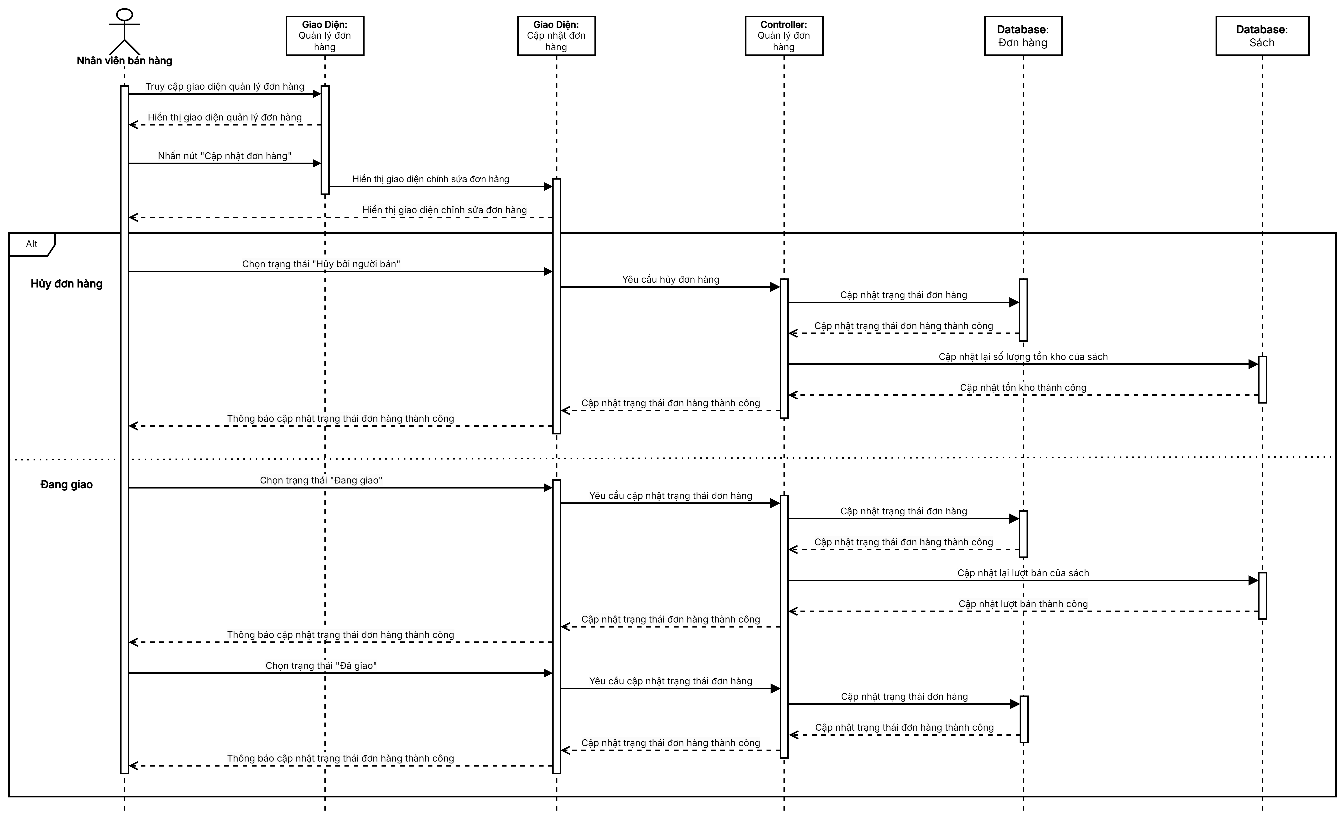 Giao Diện:
Quản lý đơn
hàng
Giao Diện:
Cập nhật đơn
hàng
Controller:
Quản lý đơn
hàng
Database:
Đơn hàng
Database:
Sách
Nhân viên bán hàng
Truy cập giao diện quản lý đơn hàng
Hiển thị giao diện quản lý đơn hàng
Nhấn nút "Cập nhật đơn hàng"
Hiển thị giao diện chỉnh sửa đơn hàng
Hiển thị giao diện chỉnh sửa đơn hàng
Alt
Hủy đơn hàng
Chọn trạng thái "Hủy bởi người bán"
Yêu cầu hủy đơn hàng
Cập nhật trạng thái đơn hàng
Cập nhật trạng thái đơn hàng thành công
Cập nhật lại số lượng tồn kho của sách
Cập nhật tồn kho thành công
Cập nhật trạng thái đơn hàng thành công
Thông báo cập nhật trạng thái đơn hàng thành công
Đang giao
Chọn trạng thái "Đang giao"
Yêu cầu cập nhật trạng thái đơn hàng
Cập nhật trạng thái đơn hàng
Cập nhật trạng thái đơn hàng thành công
Cập nhật lại lượt bán của sách
Cập nhật lượt bán thành công
Cập nhật trạng thái đơn hàng thành công
Thông báo cập nhật trạng thái đơn hàng thành công
Chọn trạng thái "Đã giao"
Yêu cầu cập nhật trạng thái đơn hàng
Cập nhật trạng thái đơn hàng
Cập nhật trạng thái đơn hàng thành công
Cập nhật trạng thái đơn hàng thành công
Thông báo cập nhật trạng thái đơn hàng thành công